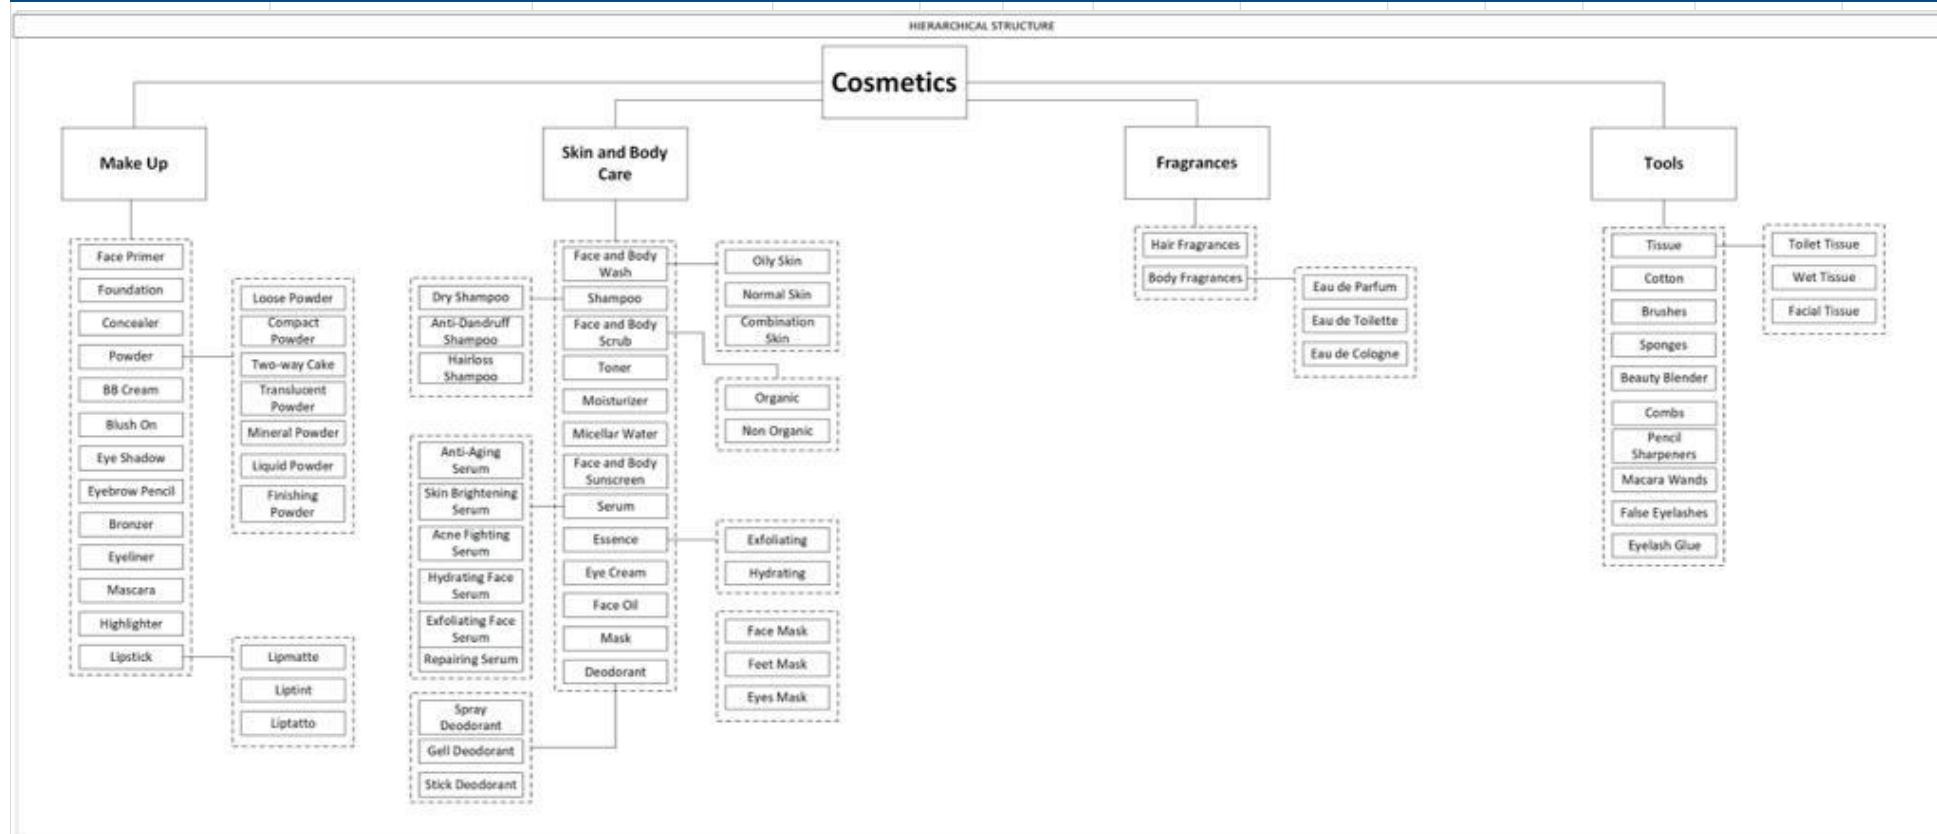 HIERARCHICAL STRUCTURE
Cosmetics
Make Up
Face Primer
Foundation
Concealer
Powder
BB Cream
Blush On
Eye Shadow
Eyebrow Pencil
Bronzer
Eyeliner
Mascara
Highlighter
Lipstick
Loose Powder
Compact
Powder
Two-way Cake
Translucent
Powder
Mineral Powder
Liquid Powder
Finishing
Powder
Lipmatte
Liptint
Liptatto
Skin and Body
Care
Face and Body
Wash
Shampoo
Face and Body
Scrub
Toner
Moisturizer
Micellar Water
Face and Body
Sunscreen
Serum
Essence
Eye Cream
Face Oil
Mask
Deodorant
Dry Shampoo
Anti-Dandruff
Shampoo
Hairloss
Shampoo
Anti-Aging
Serum
Skin Brightening
Serum
Acne Fighting
Serum
Hydrating Face
Serum
Exfoliating Face
Serum
Repairing Serum
Spray
Deodorant
Gell Deodorant
Stick Deodorant
Oily Skin
Normal Skin
Combination
Skin
Organic
Non Organic
Exfoliating
Hydrating
Face Mask
Feet Mask
Eyes Mask
Fragrances
Hair Fragrances
Body Fragrances
Eau de Parfum
Eau de Toilette
Eau de Cologne
Tools
Tissue
Cotton
Brushes
Sponges
Beauty Blender
Combs
Pencil
Sharpeners
Macara Wands
False Eyelashes
Eyelash Glue
Toilet Tissue
Wet Tissue
Facial Tissue